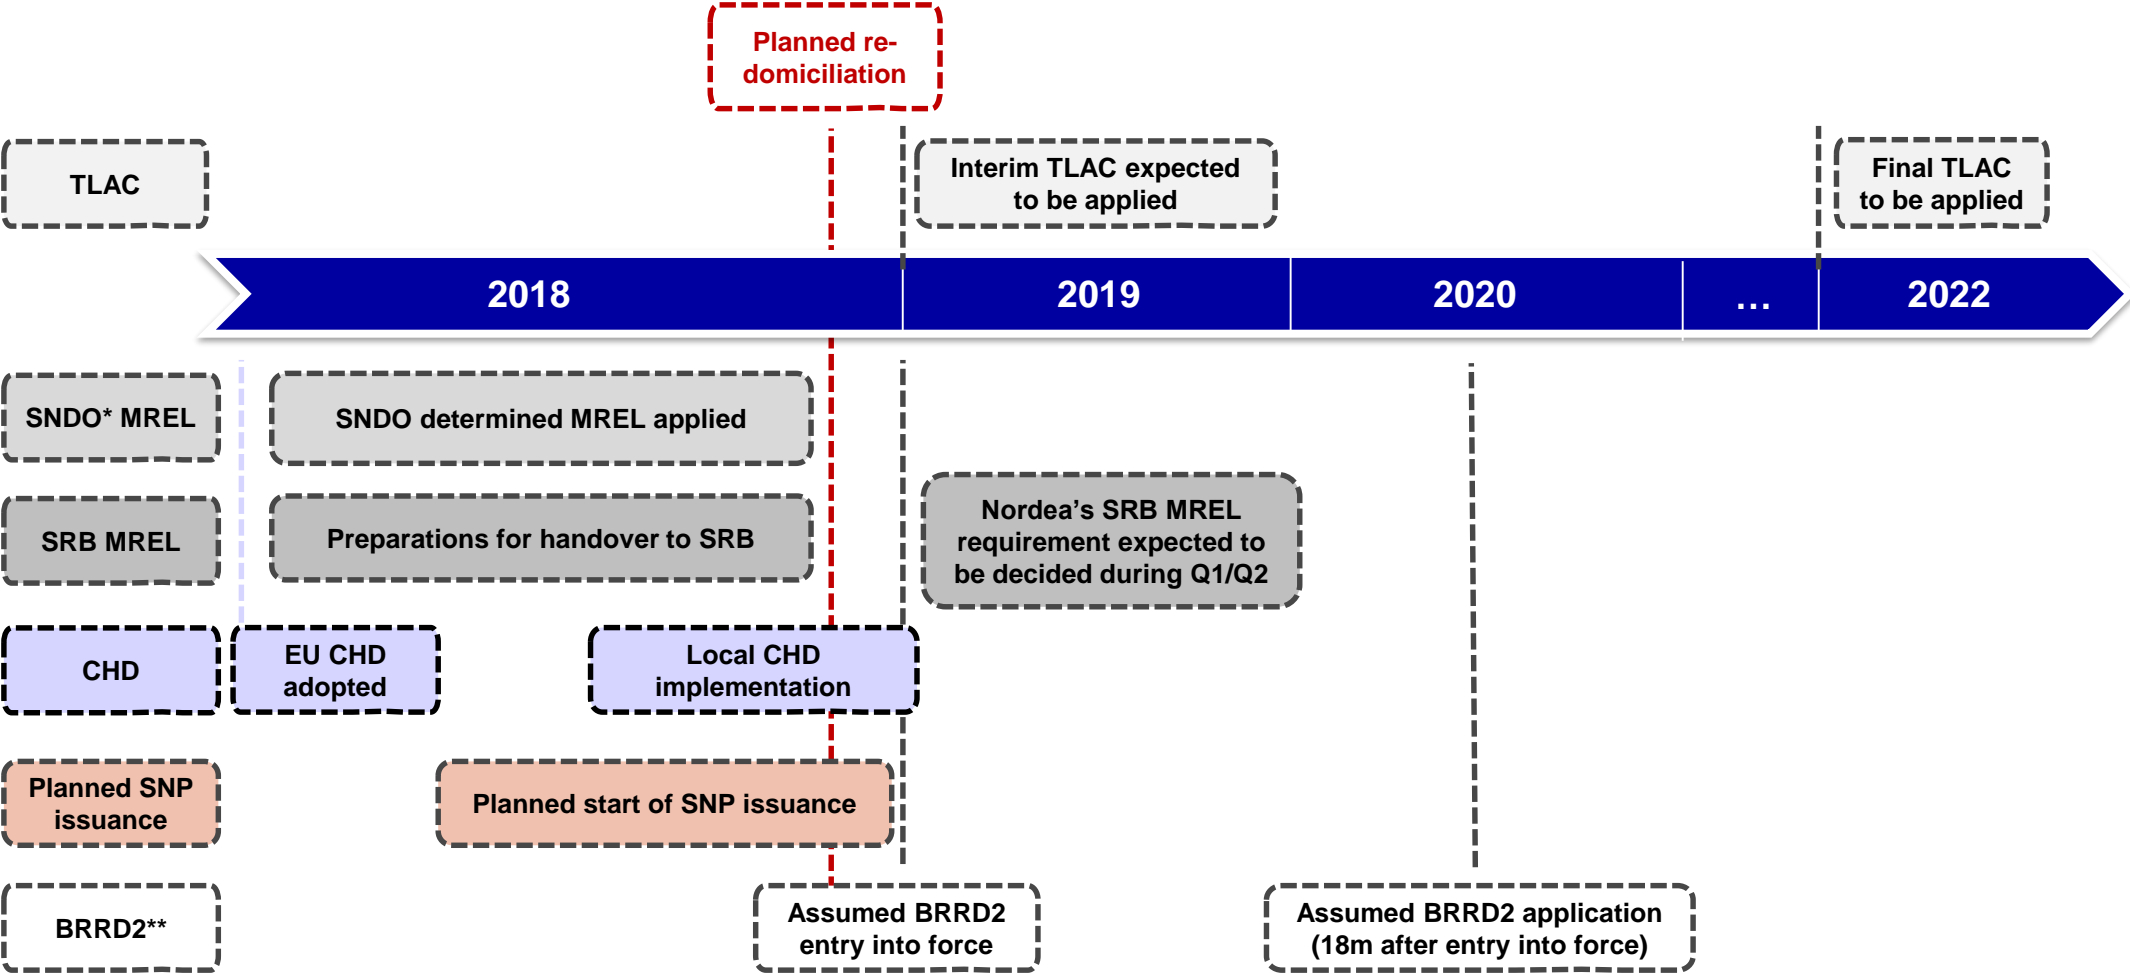 Planned re-
domiciliation
TLAC
Interim TLAC expected
to be applied
Final TLAC
to be applied
2018
2019
2020
...
2022
SNDO* MREL
SNDO determined MREL applied
SRB MREL
Preparations for handover to SRB
Nordea’s SRB MREL
requirement expected to
be decided during Q1/Q2
CHD
EU CHD
adopted
Local CHD
implementation
Planned SNP
issuance
Planned start of SNP issuance
BRRD2**
Assumed BRRD2
entry into force
Assumed BRRD2 application
(18m after entry into force)